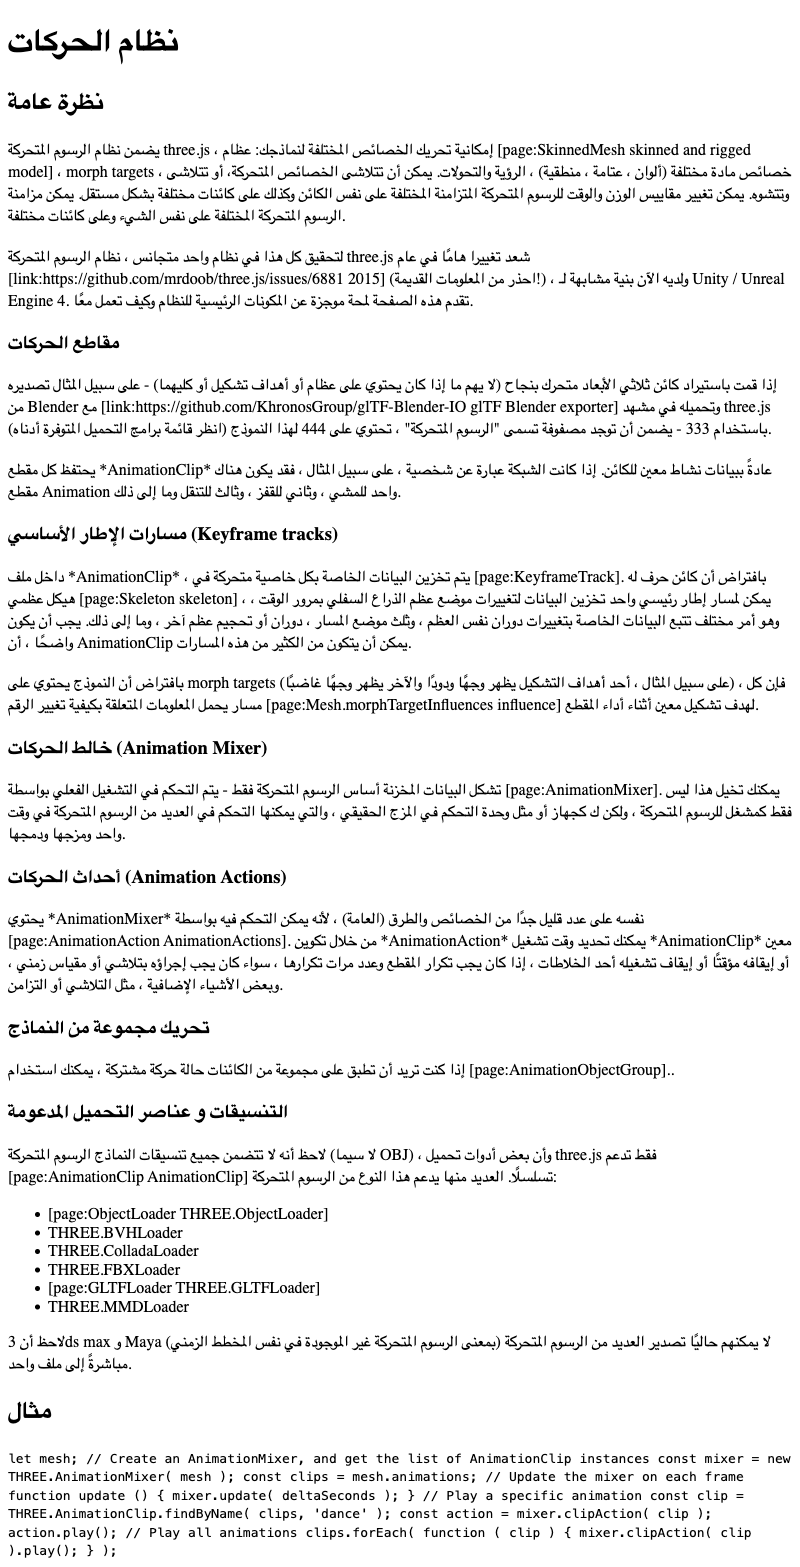 نظام الحركات
نظرة عامة
يضمن نظام الرسوم المتحركة three.js ، إمكانية تحريك الخصائص المختلفة لنماذجك: عظام [page:SkinnedMesh skinned and rigged
model] ، morph targets ، خصائص مادة مختلفة (ألوان ، عتامة ، منطقية) ، الرؤية والتحولات. يمكن أن تتلاشى الخصائص المتحركة، أو تتلاشى
وتتشوه. يمكن تغيير مقاييس الوزن والوقت للرسوم المتحركة المتزامنة المختلفة على نفس الكائن وكذلك على كائنات مختلفة بشكل مستقل. يمكن مزامنة
الرسوم المتحركة المختلفة على نفس الشيء وعلى كائنات مختلفة.
لتحقيق كل هذا في نظام واحد متجانس ، نظام الرسوم المتحركة three.js شعد تغييرا هامًا في عام
[link:https://github.com/mrdoob/three.js/issues/6881 2015] (احذر من المعلومات القديمة!) ، ولديه الآن بنية مشابهة لـ Unity / Unreal
Engine 4. تقدم هذه الصفحة لمحة موجزة عن المكونات الرئيسية للنظام وكيف تعمل معًا.
مقاطع الحركات
إذا قمت باستيراد كائن ثلاثي الأبعاد متحرك بنجاح (لا يهم ما إذا كان يحتوي على عظام أو أهداف تشكيل أو كليهما) - على سبيل المثال تصديره
من Blender مع [link:https://github.com/KhronosGroup/glTF-Blender-IO glTF Blender exporter] وتحميله في مشهد three.js
باستخدام 333 - يضمن أن توجد مصفوفة تسمى "الرسوم المتحركة" ، تحتوي على 444 لهذا النموذج (انظر قائمة برامج التحميل المتوفرة أدناه).
يحتفظ كل مقطع *AnimationClip* عادةً ببيانات نشاط معين للكائن. إذا كانت الشبكة عبارة عن شخصية ، على سبيل المثال ، فقد يكون هناك
مقطع Animation واحد للمشي ، وثاني للقفز ، وثالث للتنقل وما إلى ذلك.
مسارات الإطار الأساسي (Keyframe tracks)
داخل ملف *AnimationClip* ، يتم تخزين البيانات الخاصة بكل خاصية متحركة في [page:KeyframeTrack]. بافتراض أن كائن حرف له
هيكل عظمي [page:Skeleton skeleton] ، ، يمكن لمسار إطار رئيسي واحد تخزين البيانات لتغييرات موضع عظم الذراع السفلي بمرور الوقت
وهو أمر مختلف تتبع البيانات الخاصة بتغييرات دوران نفس العظم ، وثلث موضع المسار ، دوران أو تحجيم عظم آخر ، وما إلى ذلك. يجب أن يكون
واضحًا ، أن AnimationClip يمكن أن يتكون من الكثير من هذه المسارات.
بافتراض أن النموذج يحتوي على morph targets (على سبيل المثال ، أحد أهداف التشكيل يظهر وجهًا ودودًا والآخر يظهر وجهًا غاضبًا) ، فإن كل
مسار يحمل المعلومات المتعلقة بكيفية تغيير الرقم [page:Mesh.morphTargetInfluences influence] لهدف تشكيل معين أثناء أداء المقطع.
خالط الحركات (Animation Mixer)
تشكل البيانات المخزنة أساس الرسوم المتحركة فقط - يتم التحكم في التشغيل الفعلي بواسطة [page:AnimationMixer]. يمكنك تخيل هذا ليس
فقط كمشغل للرسوم المتحركة ، ولكن ك كجهاز أو مثل وحدة التحكم في المزج الحقيقي ، والتي يمكنها التحكم في العديد من الرسوم المتحركة في وقت
واحد ومزجها ودمجها.
أحداث الحركات (Animation Actions)
يحتوي *AnimationMixer* نفسه على عدد قليل جدًا من الخصائص والطرق (العامة) ، لأنه يمكن التحكم فيه بواسطة
[page:AnimationAction AnimationActions]. من خلال تكوين *AnimationAction* يمكنك تحديد وقت تشغيل *AnimationClip* معين
أو إيقافه مؤقتًا أو إيقاف تشغيله أحد الخلاطات ، إذا كان يجب تكرار المقطع وعدد مرات تكرارها ، سواء كان يجب إجراؤه بتلاشي أو مقياس زمني ،
وبعض الأشياء الإضافية ، مثل التلاشي أو التزامن.
تحريك مجموعة من النماذج
إذا كنت تريد أن تطبق على مجموعة من الكائنات حالة حركة مشتركة ، يمكنك استخدام [page:AnimationObjectGroup]..
التنسيقات و عناصر التحميل المدعومة
لاحظ أنه لا تتضمن جميع تنسيقات النماذج الرسوم المتحركة (لا سيما OBJ) ، وأن بعض أدوات تحميل three.js فقط تدعم
[page:AnimationClip AnimationClip] تسلسلًا. العديد منها يدعم هذا النوع من الرسوم المتحركة:
• [page:ObjectLoader THREE.ObjectLoader]
• THREE.BVHLoader
• THREE.ColladaLoader
• THREE.FBXLoader
• [page:GLTFLoader THREE.GLTFLoader]
• THREE.MMDLoader
لاحظ أن 3ds max و Maya لا يمكنهم حاليًا تصدير العديد من الرسوم المتحركة (بمعنى الرسوم المتحركة غير الموجودة في نفس المخطط الزمني)
مباشرةً إلى ملف واحد.
مثال
let mesh; // Create an AnimationMixer, and get the list of AnimationClip instances const mixer = new
THREE.AnimationMixer( mesh ); const clips = mesh.animations; // Update the mixer on each frame
function update () { mixer.update( deltaSeconds ); } // Play a specific animation const clip =
THREE.AnimationClip.findByName( clips, 'dance' ); const action = mixer.clipAction( clip );
action.play(); // Play all animations clips.forEach( function ( clip ) { mixer.clipAction( clip
).play(); } );